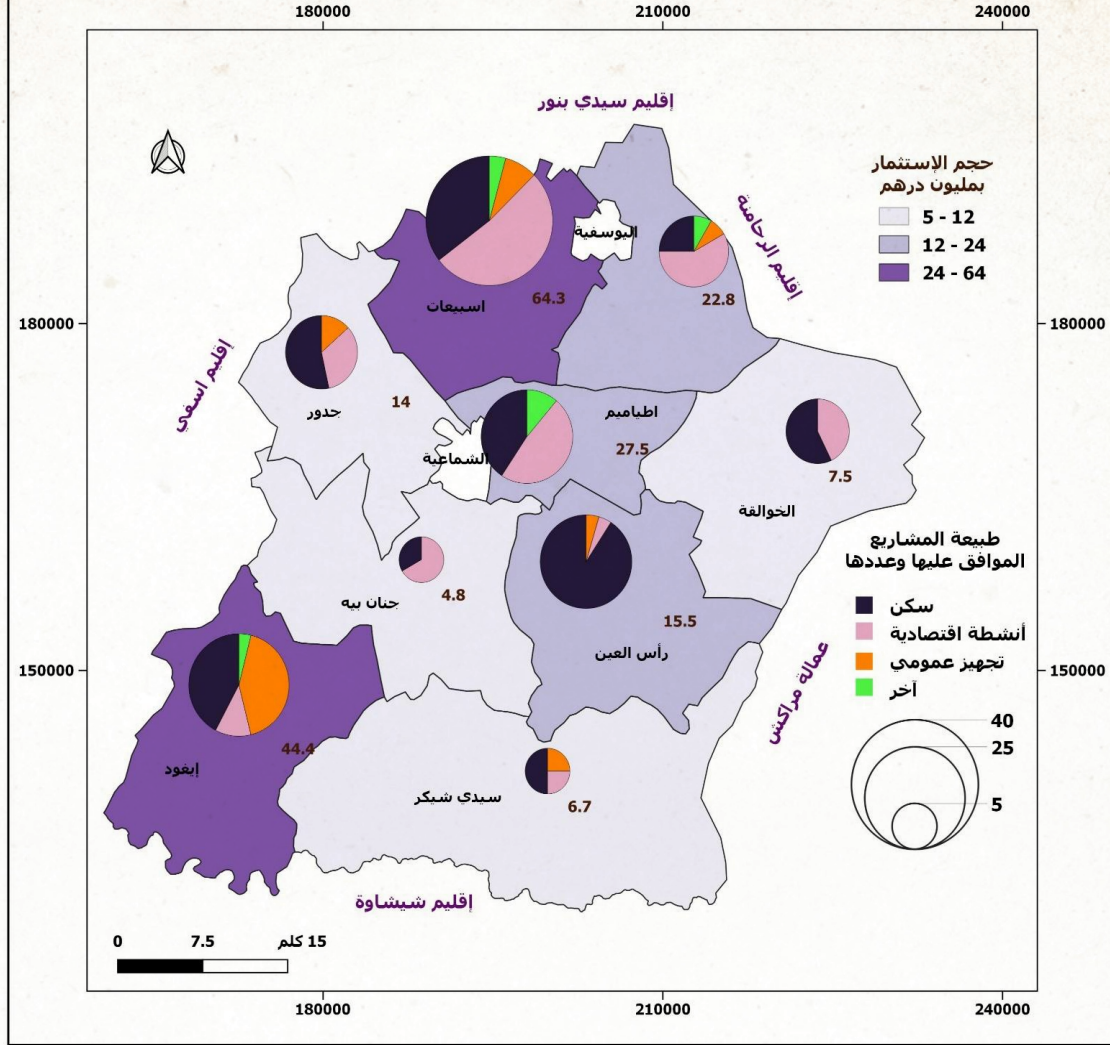 180000
210000
240000
إقليم سيدي بنور
حجم الإستثمار
بمليون درهم
5 - 12
12 - 24
24 - 64
إقليم الرحامنة
اليوسفية
22.8
64.3
اسبيعات
180000
180000
إقليم اسفي
جدور
14
اطياميم
27.5
الشماعية
7.5
الخوالقة
طبيعة المشاريع
الموافق عليها وعددها
سكن
أنشطة اقتصادية
تجهيز عمومي
آخر
4.8
جنان بيه
15.5
رأس العين
150000
150000
عمالة مراكش
40
25
5
44.4
إيغود
سيدي شيكر
6.7
إقليم شيشاوة
0
7.5
15 كلم
180000
210000
240000